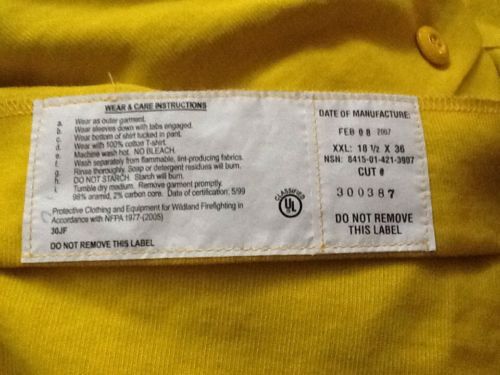 WEAR & CARE INSTRUCTIONS
a. Wear as outer garment.
b. Wear sleeves down with tabs engaged.
c. Wear bottom of shirt tucked in pant.
d. Wear with 100% cotton T-shirt.
e. Machine wash hot. NO BLEACH.
f. Wash separately from flammable, lint-producing fabrics.
g. Rinse thoroughly. Soap or detergent residues will burn.
h. DO NOT STARCH. Starch will burn.
i. Tumble dry medium. Remove garment promptly.
98% aramid, 2% carbon core. Date of certification: 5/99
Protective Clothing and Equipment for Wildland Firefighting in
Accordance with NFPA 1977-(2005)
30JF
DO NOT REMOVE THIS LABEL
CLASSIFIED
UL
DATE OF MANUFACTURE:
FEB 08 2007
XXL: 18 1/2 X 36
NSN: 8415-01-421-3907
CUT #
300387
DO NOT REMOVE
THIS LABEL